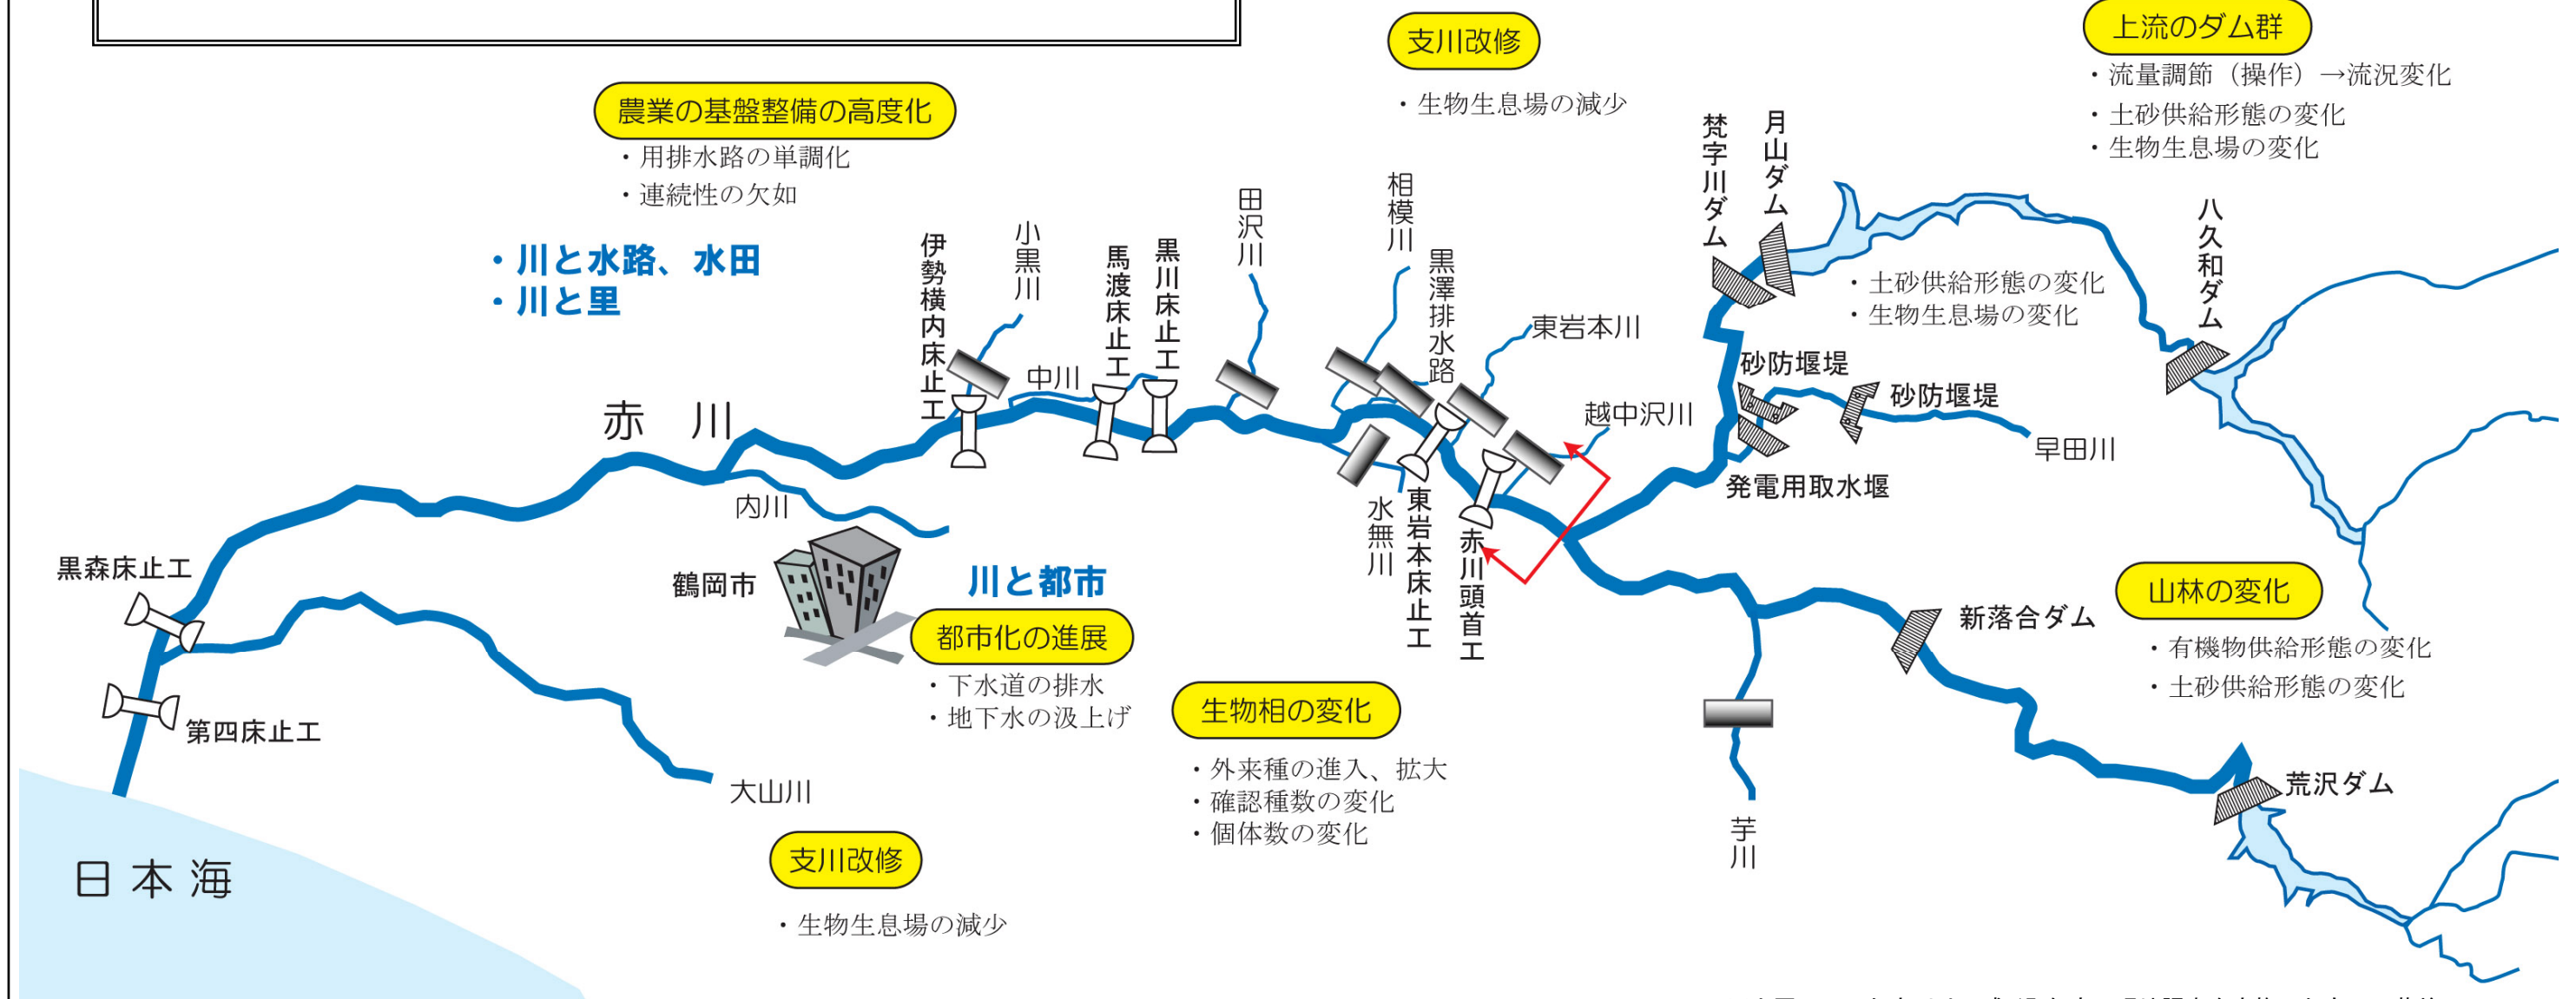 上流のダム群
・流量調節（操作）→流況変化
・土砂供給形態の変化
・生物生息場の変化
支川改修
・生物生息場の減少
農業の基盤整備の高度化
・用排水路の単調化
・連続性の欠如
・川と水路、水田
・川と里
伊勢横内床止工
小黒川
中川
馬渡床止工
黒川床止工
田沢川
相模川
黒澤排水路
東岩本川
越中沢川
梵字川ダム
月山ダム
・土砂供給形態の変化
・生物生息場の変化
八久和ダム
砂防堰堤
砂防堰堤
早田川
発電用取水堰
赤川
内川
水無川
東岩本床止工
赤川頭首工
黒森床止工
鶴岡市
川と都市
都市化の進展
・下水道の排水
・地下水の汲上げ
新落合ダム
山林の変化
・有機物供給形態の変化
・土砂供給形態の変化
第四床止工
大山川
生物相の変化
・外来種の進入、拡大
・確認種数の変化
・個体数の変化
荒沢ダム
芋川
支川改修
・生物生息場の減少
日本海